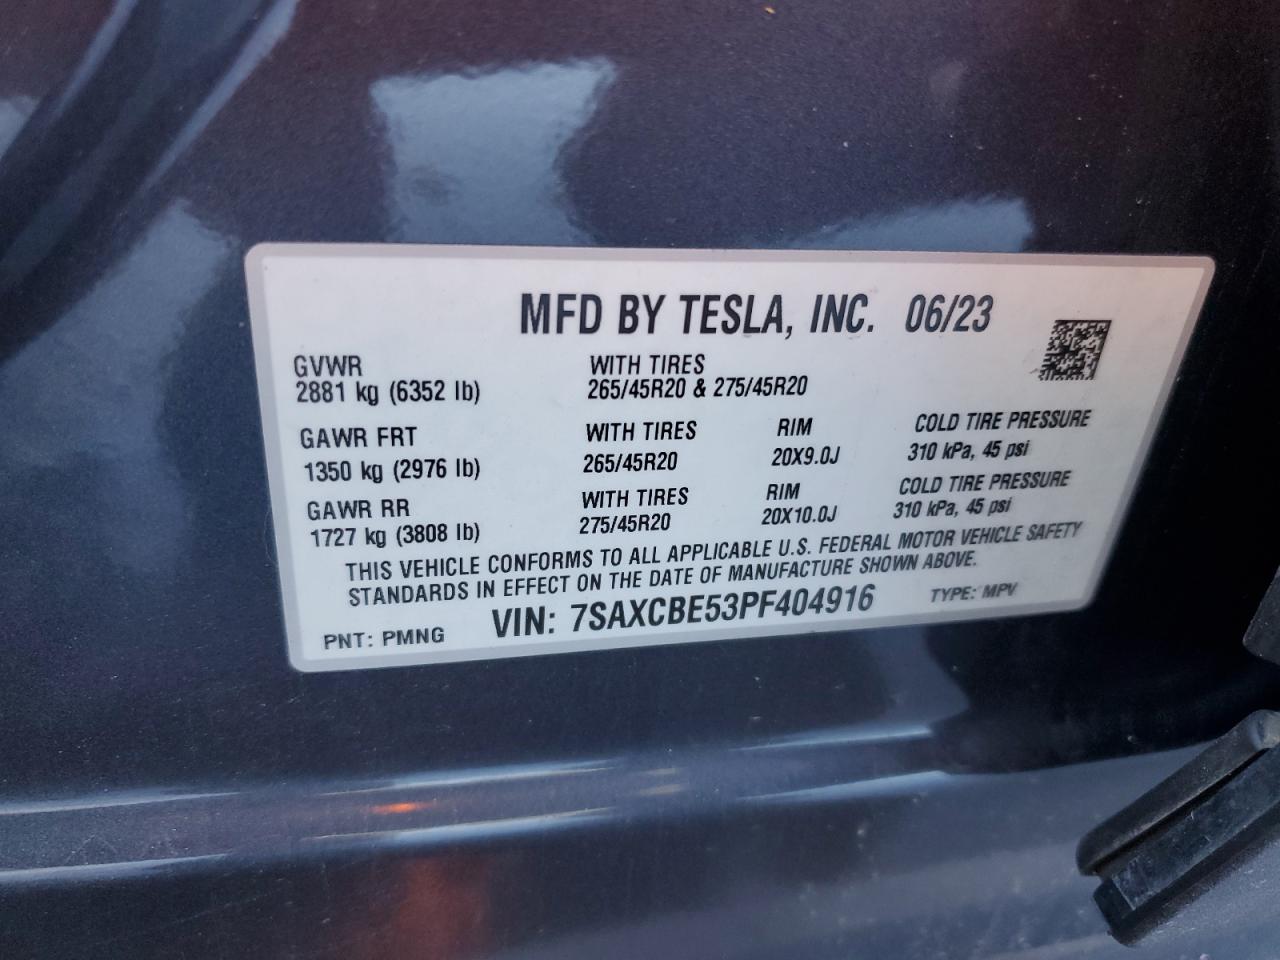 MFD BY TESLA, INC. 06/23
GVWR WITH TIRES
2881 kg (6352 lb) 265/45R20 & 275/45R20
GAWR FRT WITH TIRES RIM COLD TIRE PRESSURE
1350 kg (2976 lb) 265/45R20 20X9.0J 310 kPa, 45 psi
GAWR RR WITH TIRES RIM COLD TIRE PRESSURE
1727 kg (3808 lb) 275/45R20 20X10.0J 310 kPa, 45 psi
THIS VEHICLE CONFORMS TO ALL APPLICABLE U.S. FEDERAL MOTOR VEHICLE SAFETY
STANDARDS IN EFFECT ON THE DATE OF MANUFACTURE SHOWN ABOVE.
PNT: PMNG VIN: 7SAXCBE53PF404916 TYPE: MPV